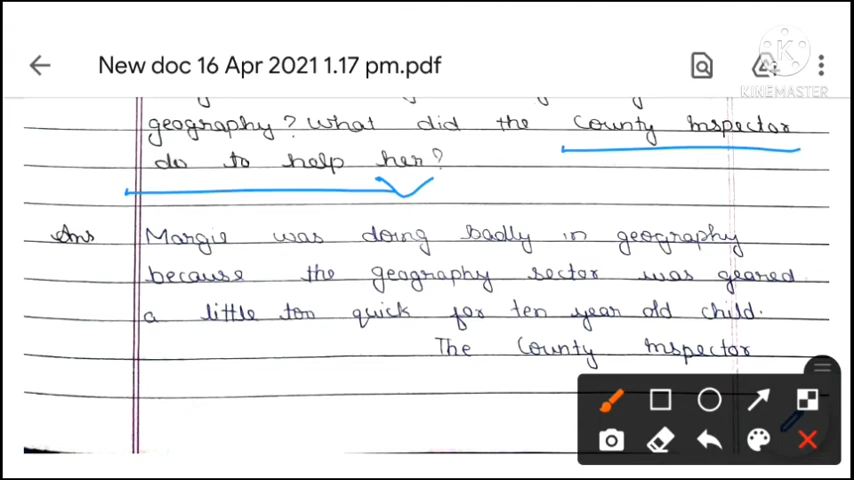 New doc 16 Apr 2021 1.17 pm.pdf
K
KINEMASTER
geography? What did the County Inspector
do to help her?
Ans Margie was doing badly in geography
because the geography sector was geared
a little too quick for ten year old child.
The County Inspector